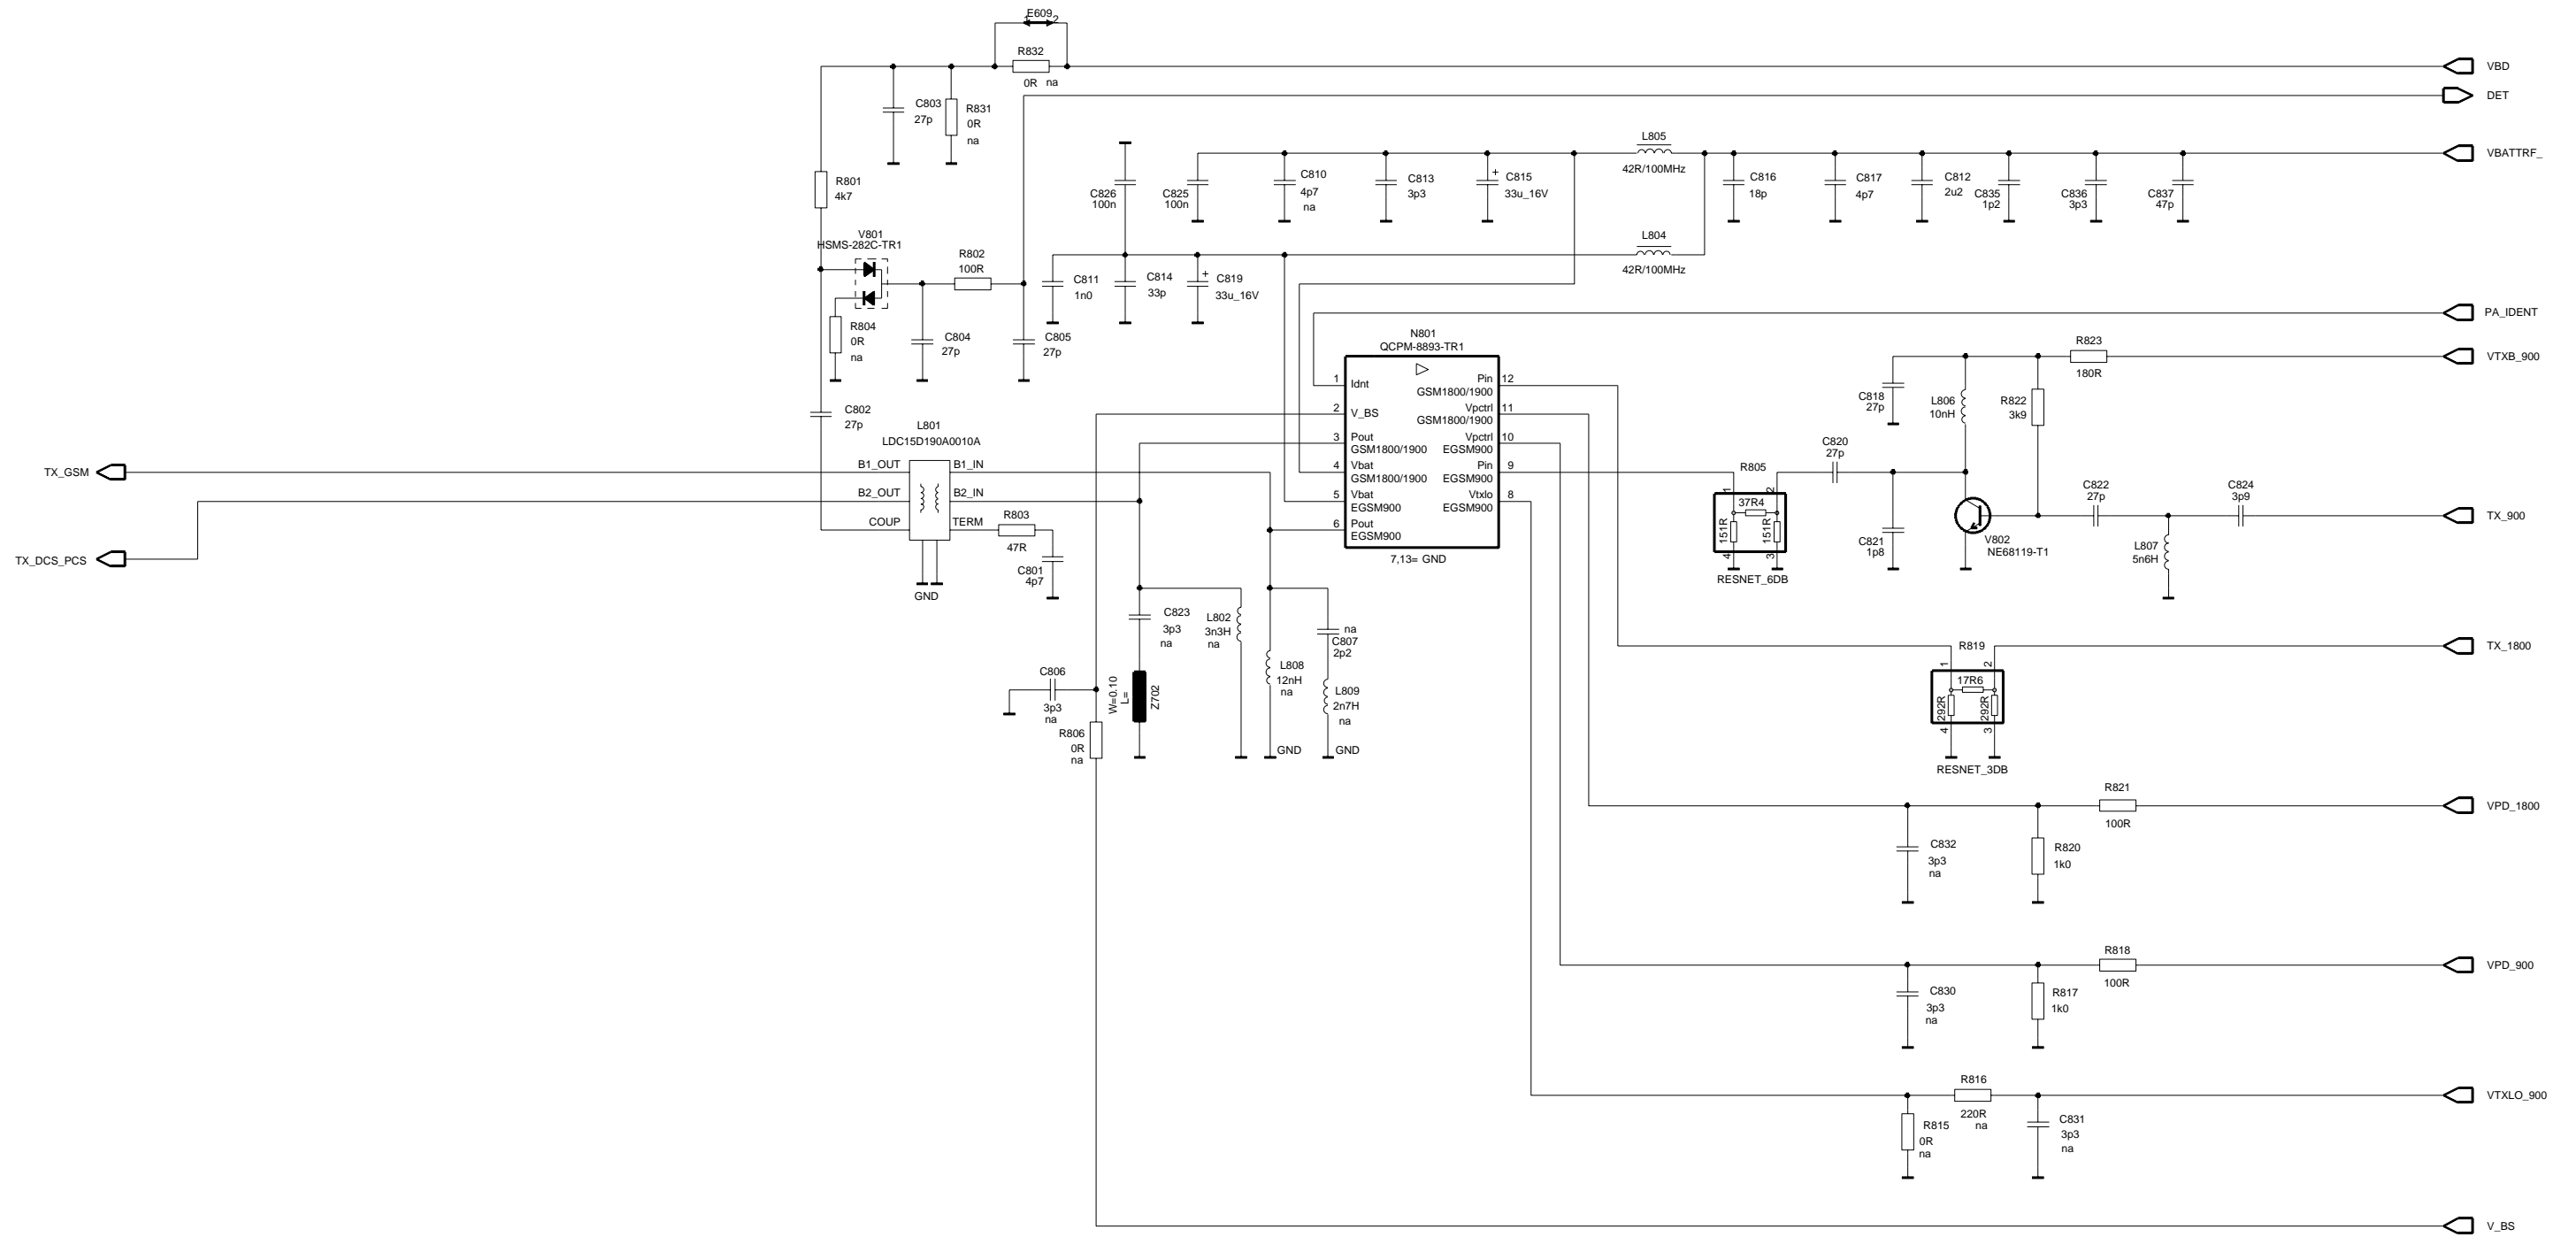 E609
1 2
R832
0R na
VBD
DET
C803
27p
R831
0R
na
L805
42R/100MHz
VBATTRF_
R801
4k7
C826
100n
C825
100n
C810
4p7
na
C813
3p3
+
C815
33u_16V
C816
18p
C817
4p7
C812
2u2
C835
1p2
C836
3p3
C837
47p
V801
HSMS-282C-TR1
R802
100R
L804
42R/100MHz
C811
1n0
C814
33p
+
C819
33u_16V
R804
0R
na
C804
27p
C805
27p
PA_IDENT
N801
QCPM-8893-TR1
1 Idnt
2 V_BS
3 Pout
GSM1800/1900
4 Vbat
GSM1800/1900
5 Vbat
EGSM900
6 Pout
EGSM900
Pin 12
GSM1800/1900
Vpctrl 11
GSM1800/1900
Vpctrl 10
EGSM900
Pin 9
EGSM900
Vtxlo 8
EGSM900
7,13= GND
R823
180R
VTXB_900
C818
27p
L806
10nH
R822
3k9
C802
27p
L801
LDC15D190A0010A
TX_GSM
B1_OUT
B1_IN
B2_OUT
B2_IN
COUP
TERM
GND
TX_DCS_PCS
R803
47R
C801
4p7
R805
1
2
37R4
151R
151R
4
3
RESNET_6DB
C820
27p
C821
1p8
V802
NE68119-T1
C822
27p
C824
3p9
TX_900
L807
5n6H
C823
3p3
na
L802
3n3H
na
L808
12nH
na
na
C807
2p2
L809
2n7H
na
GND
GND
C806
3p3
na
W=0.10
L=
Z702
R806
0R
na
R819
1
2
17R6
292R
292R
4
3
RESNET_3DB
TX_1800
R821
100R
VPD_1800
C832
3p3
na
R820
1k0
R818
100R
VPD_900
C830
3p3
na
R817
1k0
R816
220R
na
VTXLO_900
R815
0R
na
C831
3p3
na
V_BS